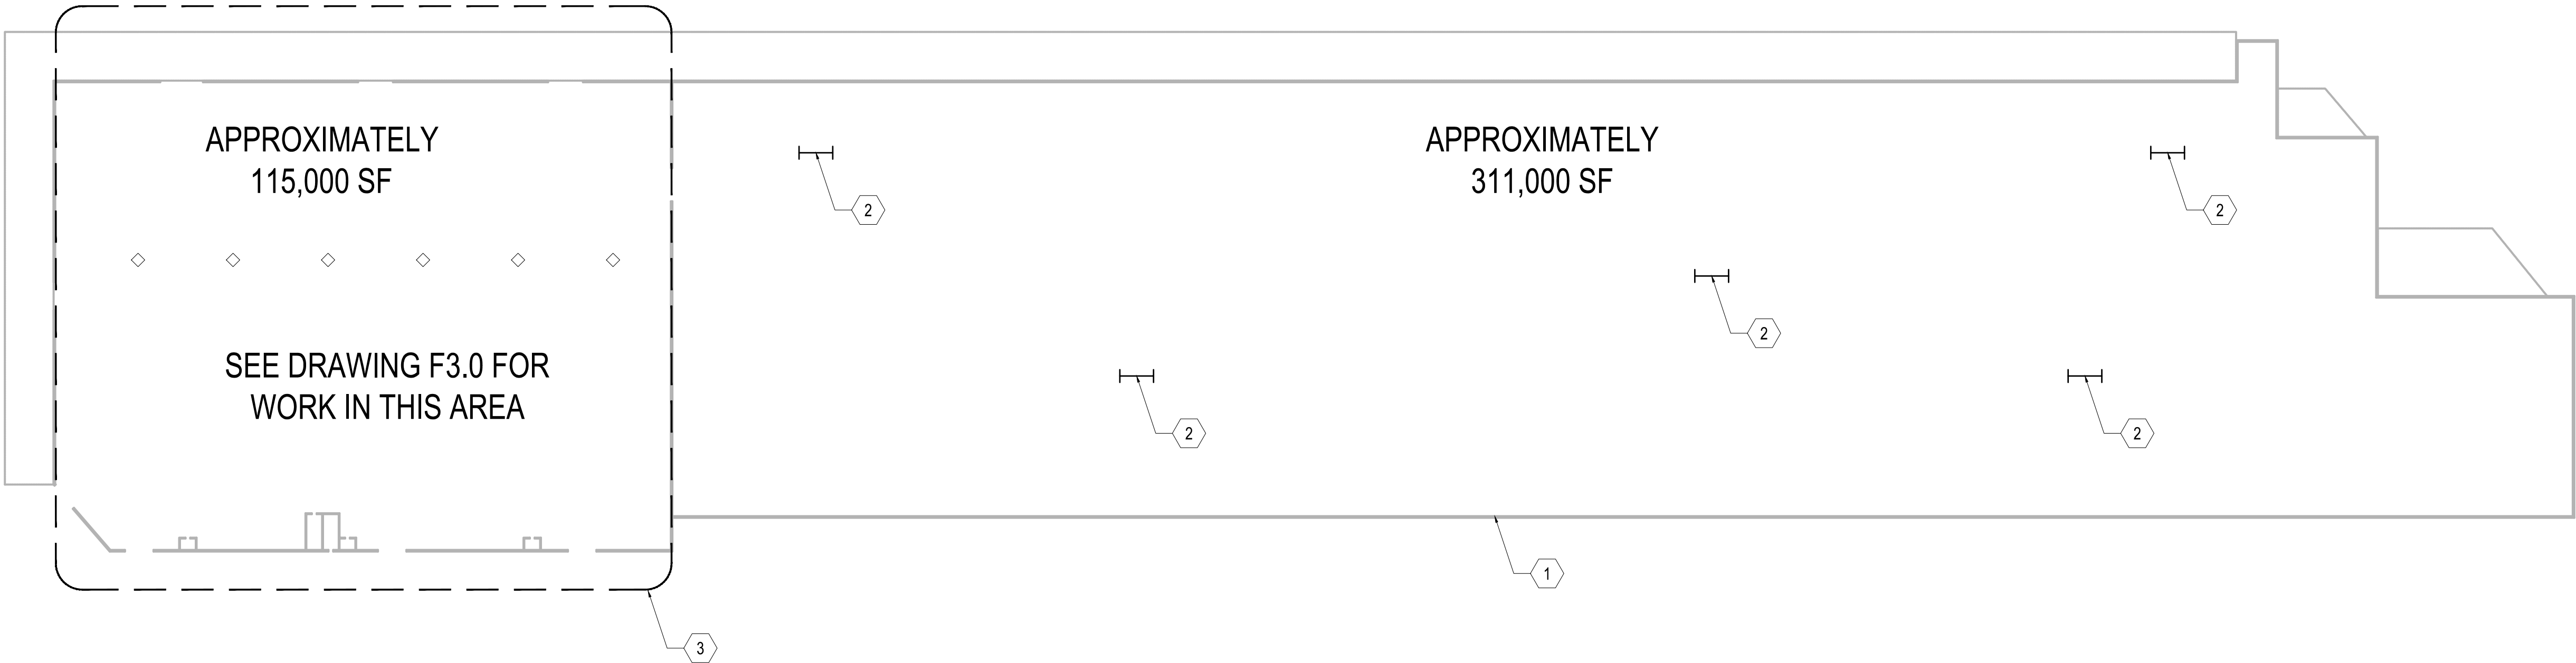 APPROXIMATELY
115,000 SF
APPROXIMATELY
311,000 SF
2
2
2
SEE DRAWING F3.0 FOR
WORK IN THIS AREA
2
2
1
3